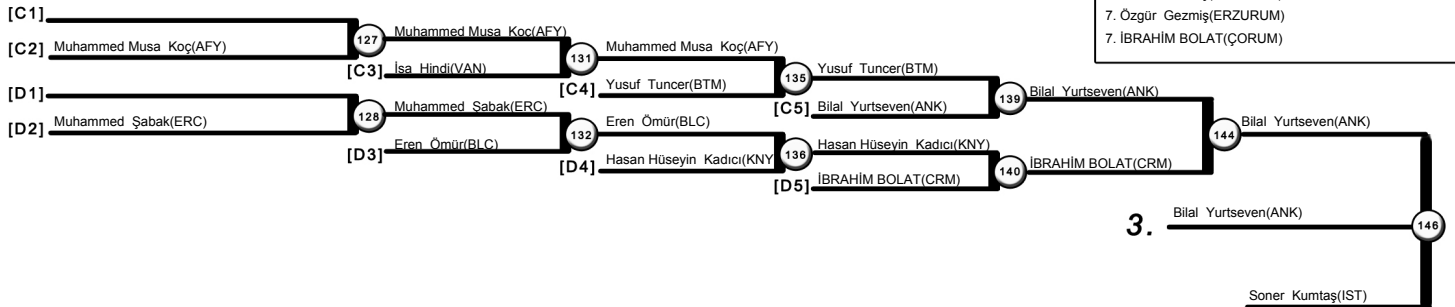 [C1]
[C2] Muhammed Musa Koç(AFY)
127 Muhammed Musa Koç(AFY)
[C3] İsa Hindi(VAN)
131 Muhammed Musa Koç(AFY)
[C4] Yusuf Tuncer(BTM)
135 Yusuf Tuncer(BTM)
[C5] Bilal Yurtseven(ANK)
139 Bilal Yurtseven(ANK)
[D1]
[D2] Muhammed Şabak(ERC)
128 Muhammed Şabak(ERC)
[D3] Eren Ömür(BLC)
132 Eren Ömür(BLC)
[D4] Hasan Hüseyin Kadıcı(KNY
136 Hasan Hüseyin Kadıcı(KNY)
[D5] İBRAHİM BOLAT(CRM)
140 İBRAHİM BOLAT(CRM)
144 Bilal Yurtseven(ANK)
3. Bilal Yurtseven(ANK)
146
Soner Kumtaş(IST)
7. Özgür Gezmiş(ERZURUM)
7. İBRAHİM BOLAT(ÇORUM)